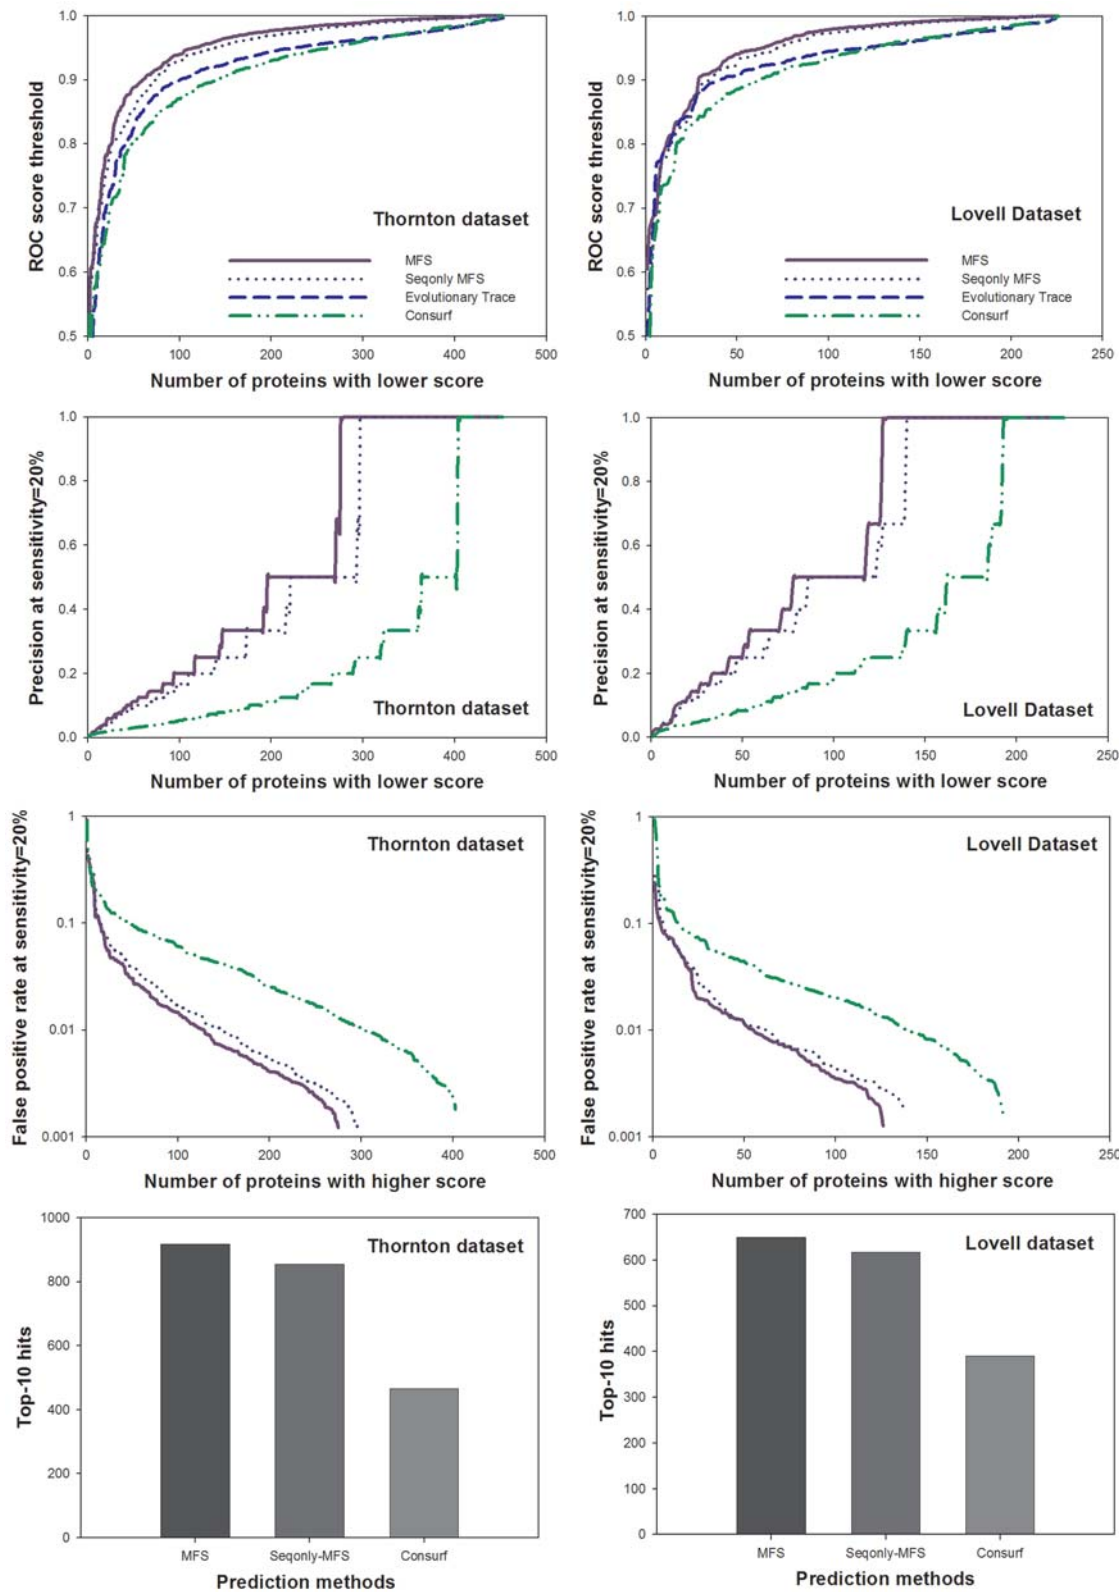 1.0
0.9
0.8
0.7
0.6
0.5
ROC score threshold
Thornton dataset
MFS
Seqonly MFS
Evolutionary Trace
Consurf
0 100 200 300 400 500
Number of proteins with lower score
1.0
0.9
0.8
0.7
0.6
0.5
ROC score threshold
Lovell Dataset
MFS
Seqonly MFS
Evolutionary Trace
Consurf
0 50 100 150 200 250
Number of proteins with lower score
1.0
0.8
0.6
0.4
0.2
0.0
Precision at sensitivity=20%
Thornton dataset
0 100 200 300 400 500
Number of proteins with lower score
1.0
0.8
0.6
0.4
0.2
0.0
Precision at sensitivity=20%
Lovell Dataset
0 50 100 150 200 250
Number of proteins with lower score
1
0.1
0.01
0.001
False positive rate at sensitivity=20%
Thornton dataset
0 100 200 300 400 500
Number of proteins with higher score
1
0.1
0.01
0.001
False positive rate at sensitivity=20%
Lovell Dataset
0 50 100 150 200 250
Number of proteins with higher score
1000
800
600
400
200
0
Top-10 hits
Thornton dataset
MFS Seqonly-MFS Consurf
Prediction methods
700
600
500
400
300
200
100
0
Top-10 hits
Lovell dataset
MFS Seqonly-MFS Consurf
Prediction methods